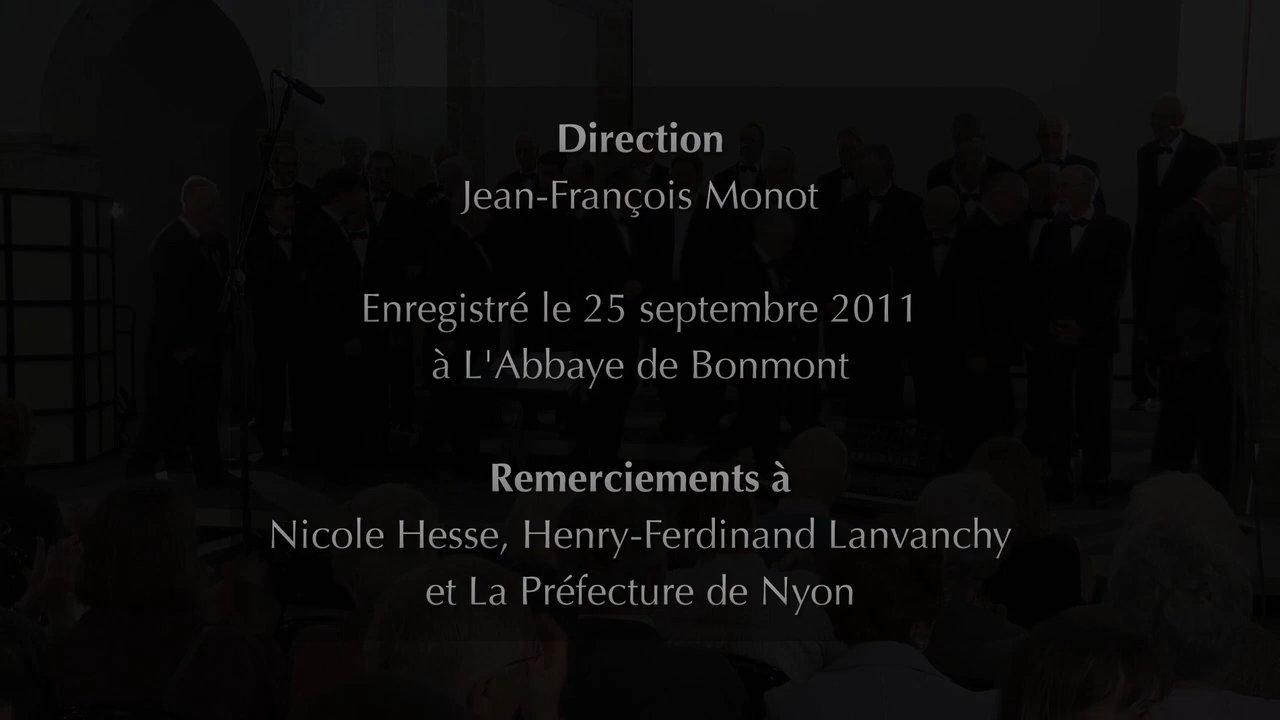 Direction
Jean-François Monot
Enregistré le 25 septembre 2011
à L'Abbaye de Bonmont
Remerciements à
Nicole Hesse, Henry-Ferdinand Lanvanchy
et La Préfecture de Nyon